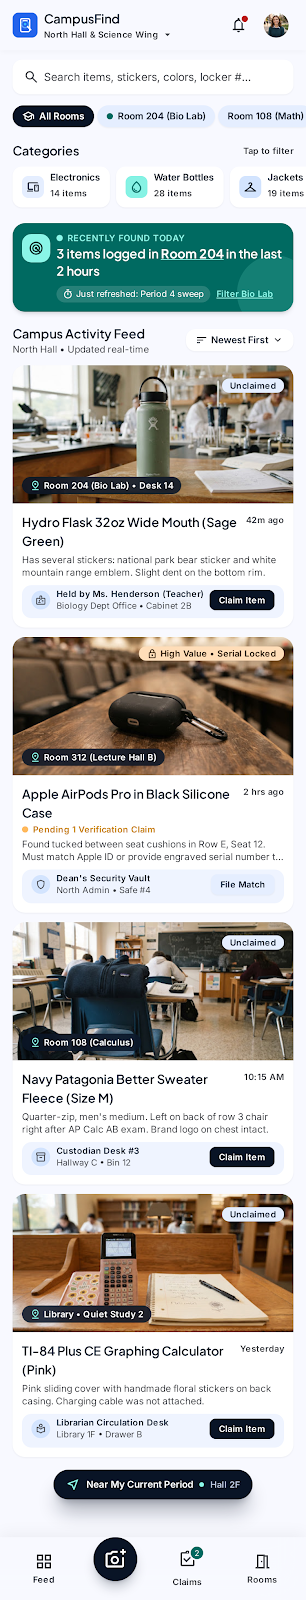 CampusFind
North Hall & Science Wing
Search items, stickers, colors, locker #...
All Rooms
Room 204 (Bio Lab)
Room 108 (Math)
Categories
Tap to filter
Electronics
14 items
Water Bottles
28 items
Jackets
19 items
RECENTLY FOUND TODAY
3 items logged in Room 204 in the last
2 hours
Just refreshed: Period 4 sweep
Filter Bio Lab
Campus Activity Feed
North Hall • Updated real-time
Newest First
Unclaimed
Room 204 (Bio Lab) • Desk 14
Hydro Flask 32oz Wide Mouth (Sage
Green)
42m ago
Has several stickers: national park bear sticker and white
mountain range emblem. Slight dent on the bottom rim.
Held by Ms. Henderson (Teacher)
Biology Dept Office • Cabinet 2B
Claim Item
High Value • Serial Locked
Room 312 (Lecture Hall B)
Apple AirPods Pro in Black Silicone
Case
2 hrs ago
Pending 1 Verification Claim
Found tucked between seat cushions in Row E, Seat 12.
Must match Apple ID or provide engraved serial number t...
Dean's Security Vault
North Admin • Safe #4
File Match
Unclaimed
Room 108 (Calculus)
Navy Patagonia Better Sweater
Fleece (Size M)
10:15 AM
Quarter-zip, men's medium. Left on back of row 3 chair
right after AP Calc AB exam. Brand logo on chest intact.
Custodian Desk #3
Hallway C • Bin 12
Claim Item
Unclaimed
Library • Quiet Study 2
TI-84 Plus CE Graphing Calculator
(Pink)
Yesterday
Pink sliding cover with handmade floral stickers on back
casing. Charging cable was not attached.
Librarian Circulation Desk
Library 1F • Drawer B
Claim Item
Near My Current Period • Hall 2F
Feed
2
Claims
Rooms